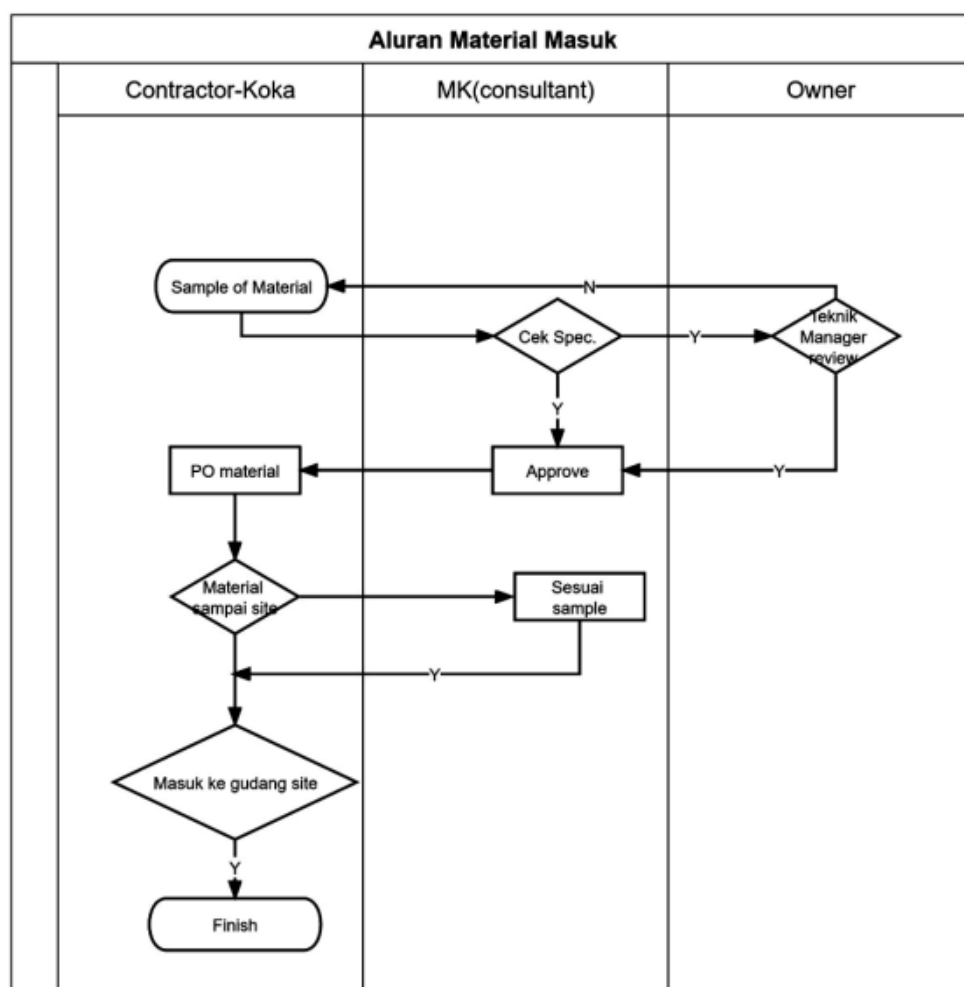 Aluran Material Masuk
Contractor-Koka
MK(consultant)
Owner
Sample of Material
N
Cek Spec.
Y
Teknik
Manager
review
Y
PO material
Approve
Y
Material
sampai site
Sesuai
sample
Y
Masuk ke gudang site
Y
Finish